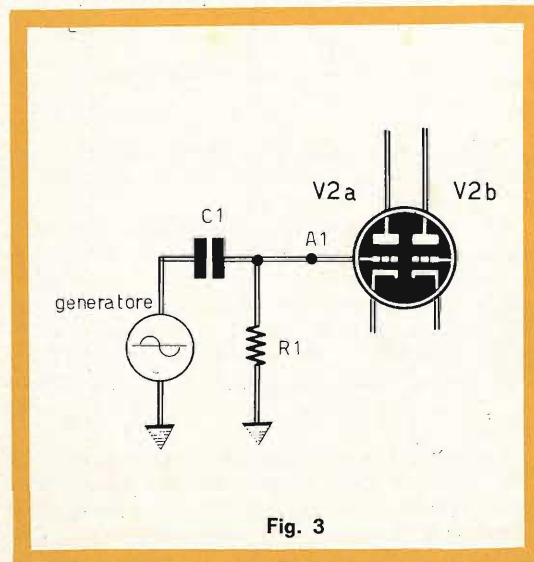 V2a V2b
C1
A1
generatore
R1
Fig. 3